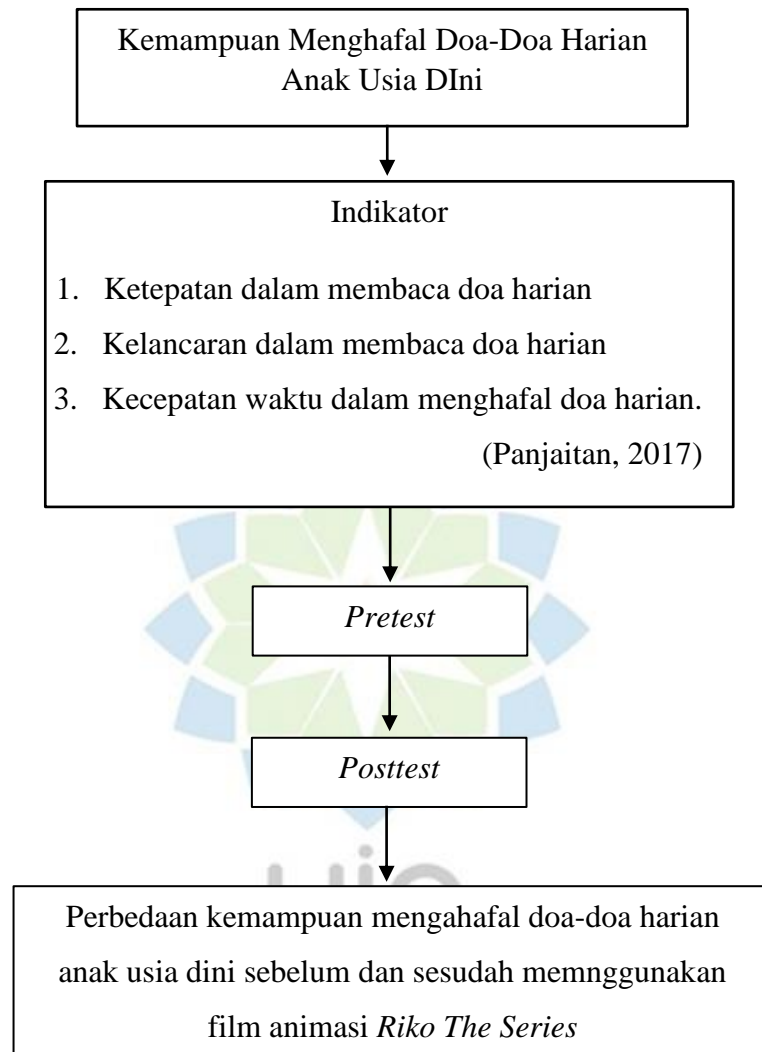 Kemampuan Menghafal Doa-Doa Harian
Anak Usia DIni
Indikator
1. Ketepatan dalam membaca doa harian
2. Kelancaran dalam membaca doa harian
3. Kecepatan waktu dalam menghafal doa harian.
(Panjaitan, 2017)
Pretest
Posttest
uin
Perbedaan kemampuan mengahafal doa-doa harian
anak usia dini sebelum dan sesudah memnggunakan
film animasi Riko The Series